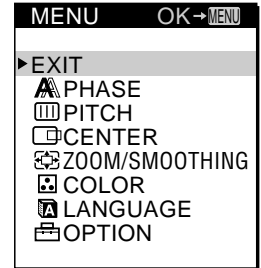 MENU OK→MENU
EXIT
PHASE
PITCH
CENTER
ZOOM/SMOOTHING
COLOR
LANGUAGE
OPTION